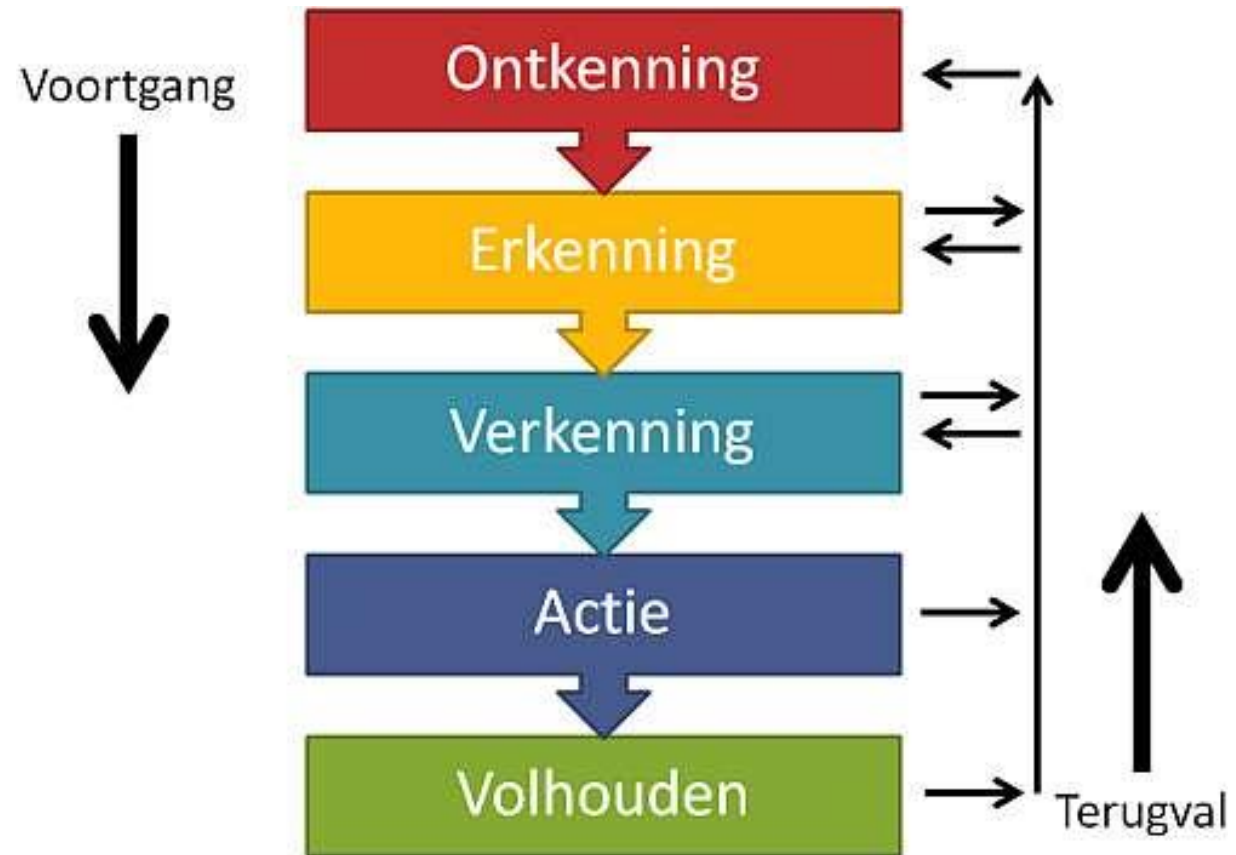 Voortgang
Ontkenning
Erkenning
Verkenning
Actie
Volhouden
Terugval